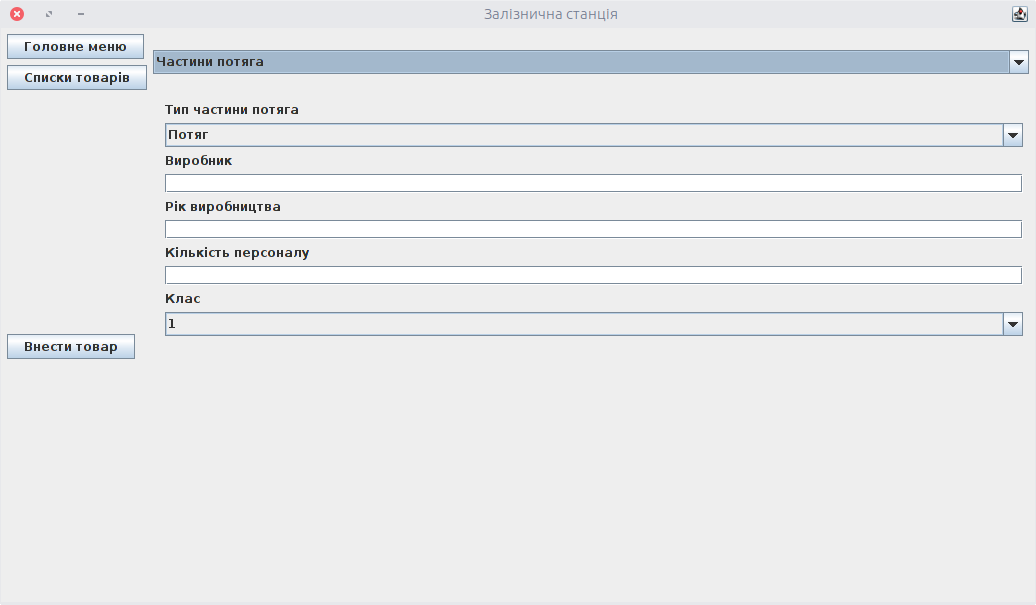 Залізнична станція
Головне меню
Списки товарів
Частини потяга
Тип частини потяга
Потяг
Виробник
Рік виробництва
Кількість персоналу
Клас
1
Внести товар